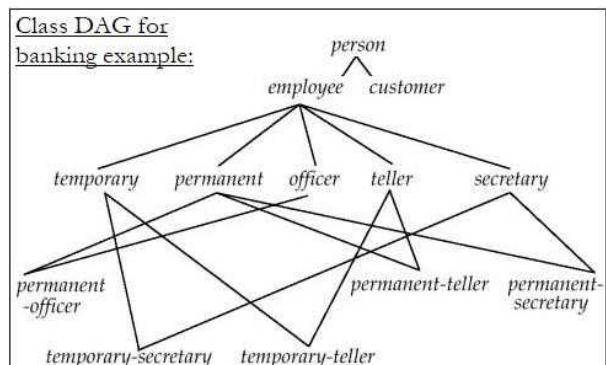 Class DAG for
banking example:
person
employee customer
temporary permanent officer teller secretary
permanent
-officer
permanent-teller
permanent-
secretary
temporary-secretary temporary-teller